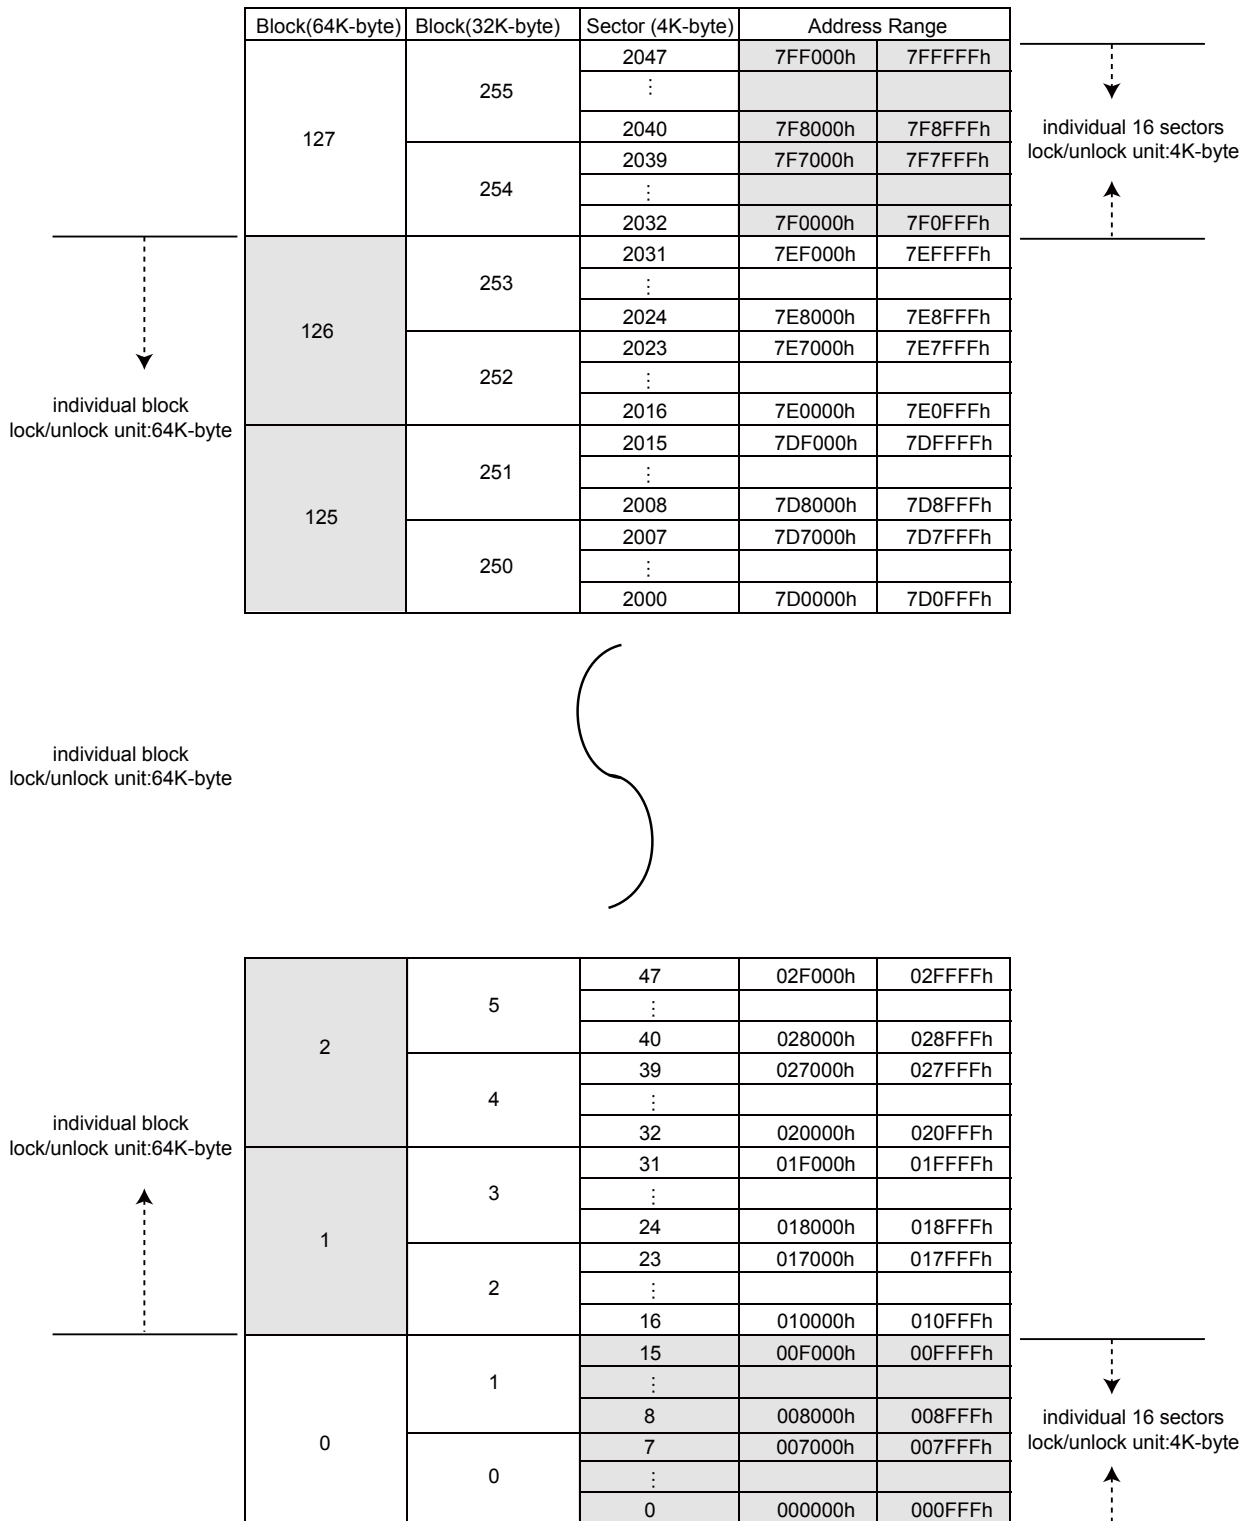 Block(64K-byte) Block(32K-byte) Sector (4K-byte) Address Range
2047 7FF000h 7FFFFFh
255 ⋮
individual 16 sectors
lock/unlock unit:4K-byte
127
2040 7F8000h 7F8FFFh
2039 7F7000h 7F7FFFh
254 ⋮
2032 7F0000h 7F0FFFh
2031 7EF000h 7EFFFFh
253 ⋮
126
2024 7E8000h 7E8FFFh
2023 7E7000h 7E7FFFh
252 ⋮
individual block
lock/unlock unit:64K-byte
2016 7E0000h 7E0FFFh
2015 7DF000h 7DFFFFh
251 ⋮
125
2008 7D8000h 7D8FFFh
2007 7D7000h 7D7FFFh
250 ⋮
2000 7D0000h 7D0FFFh
individual block
lock/unlock unit:64K-byte
47 02F000h 02FFFFh
5 ⋮
2
40 028000h 028FFFh
39 027000h 027FFFh
4 ⋮
individual block
lock/unlock unit:64K-byte
32 020000h 020FFFh
31 01F000h 01FFFFh
3 ⋮
1
24 018000h 018FFFh
23 017000h 017FFFh
2 ⋮
16 010000h 010FFFh
15 00F000h 00FFFFh
1 ⋮
individual 16 sectors
lock/unlock unit:4K-byte
0
8 008000h 008FFFh
7 007000h 007FFFh
0 ⋮
0 000000h 000FFFh